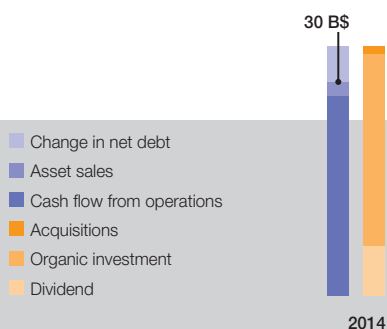 30 B$
Change in net debt
Asset sales
Cash flow from operations
Acquisitions
Organic investment
Dividend
2014